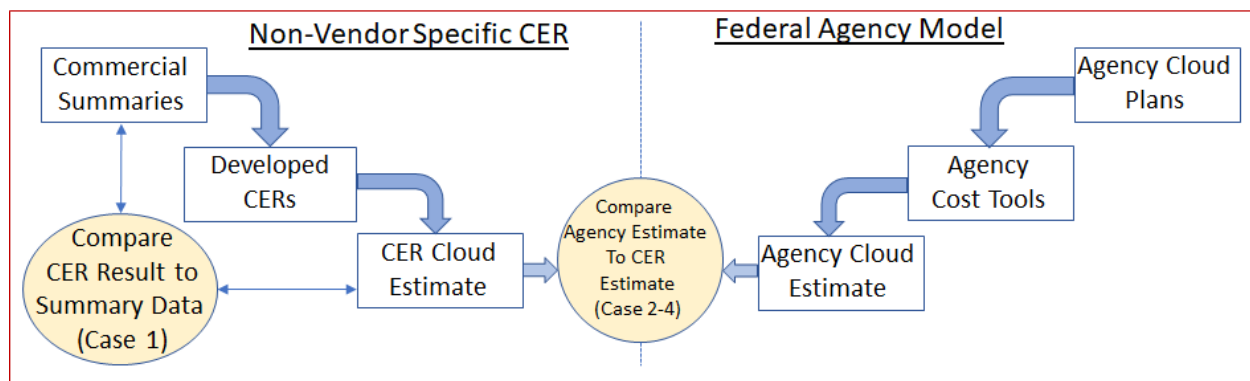 Non-Vendor Specific CER
Federal Agency Model
Commercial
Summaries
Agency Cloud
Plans
Developed
CERs
Agency
Cost Tools
Compare
CER Result to
Summary Data
(Case 1)
CER Cloud
Estimate
Compare
Agency Estimate
To CER
Estimate
(Case 2-4)
Agency Cloud
Estimate